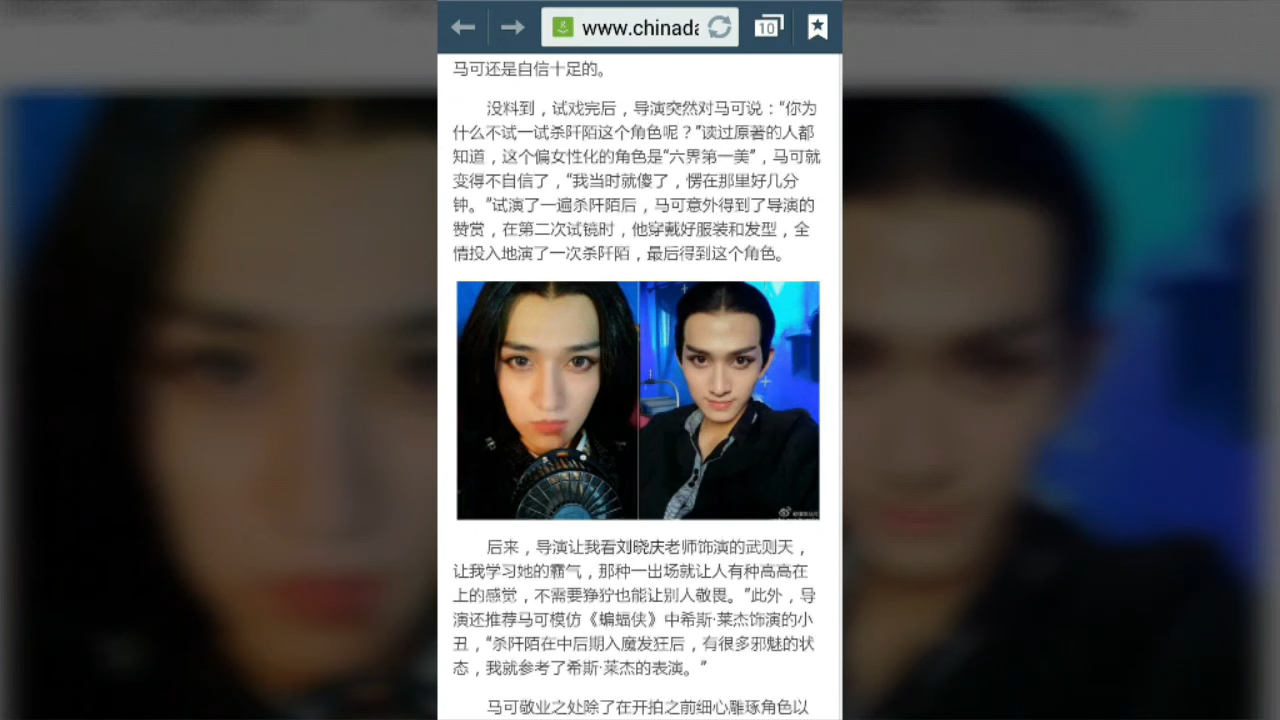 www.chinada
10
马可还是自信十足的。
没料到，试戏完后，导演突然对马可说：“你为
什么不试一试杀阡陌这个角色呢？”读过原著的人都
知道，这个偏女性化的角色是“六界第一美”，马可就
变得不自信了，“我当时就傻了，愣在那里好几分
钟。”试演了一遍杀阡陌后，马可意外得到了导演的
赞赏，在第二次试镜时，他穿戴好服装和发型，全
情投入地演了一次杀阡陌，最后得到这个角色。
后来，导演让我看刘晓庆老师饰演的武则天，
让我学习她的霸气，那种一出场就让人有种高高在
上的感觉，不需要狰狞也能让别人敬畏。”此外，导
演还推荐马可模仿《蝙蝠侠》中希斯·莱杰饰演的小
丑，“杀阡陌在中后期入魔发狂后，有很多邪魅的状
态，我就参考了希斯·莱杰的表演。”
马可敬业之处除了在开拍之前细心雕琢角色以